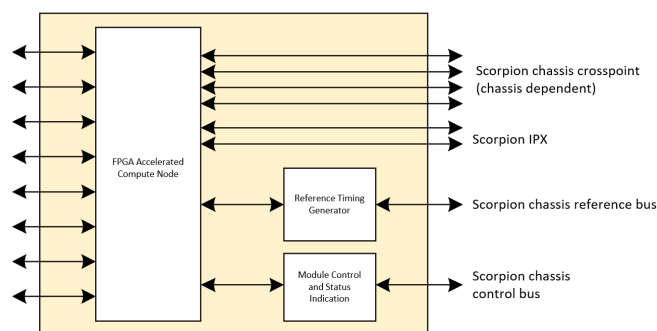 Scorpion chassis crosspoint
(chassis dependent)
FPGA Accelerated
Compute Node
Scorpion IPX
Reference Timing
Generator
Scorpion chassis reference bus
Module Control
and Status
Indication
Scorpion chassis
control bus